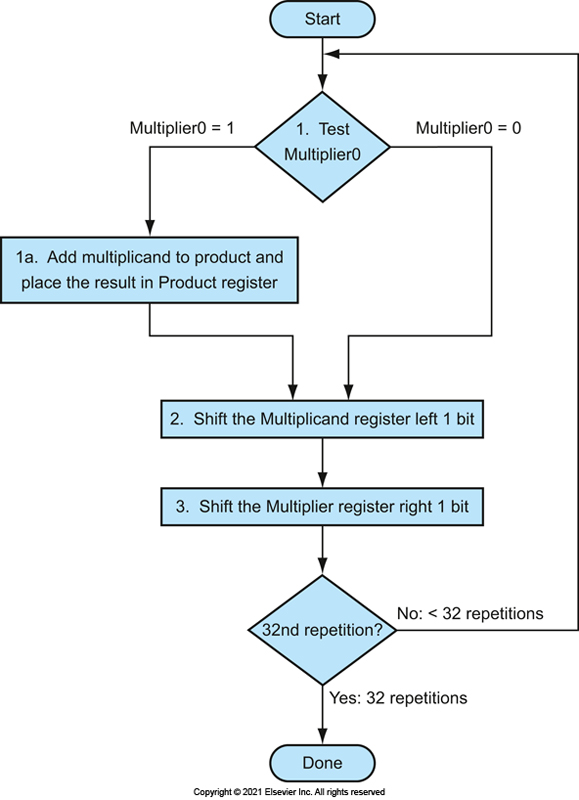 Start
Multiplier0 = 1
1. Test
Multiplier0
Multiplier0 = 0
1a. Add multiplicand to product and
place the result in Product register
2. Shift the Multiplicand register left 1 bit
3. Shift the Multiplier register right 1 bit
32nd repetition?
No: < 32 repetitions
Yes: 32 repetitions
Done
Copyright © 2021 Elsevier Inc. All rights reserved